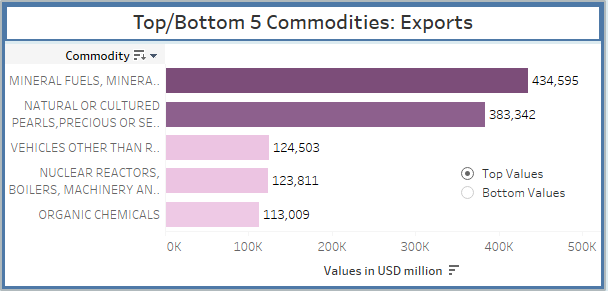 Top/Bottom 5 Commodities: Exports
Commodity
MINERAL FUELS, MINERA..
434,595
NATURAL OR CULTURED
PEARLS,PRECIOUS OR SE..
383,342
VEHICLES OTHER THAN R..
124,503
NUCLEAR REACTORS,
BOILERS, MACHINERY AN..
123,811
ORGANIC CHEMICALS
113,009
Top Values
Bottom Values
0K 100K 200K 300K 400K 500K
Values in USD million